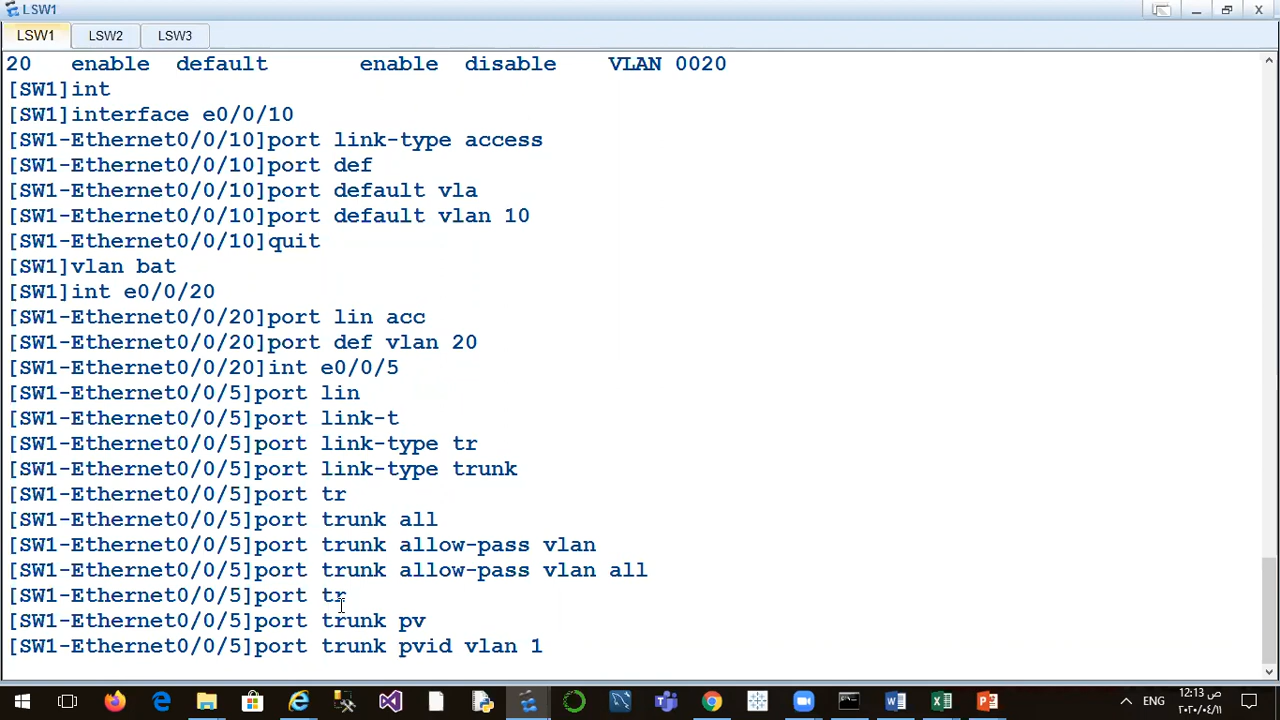 LSW1
LSW1 LSW2 LSW3
20 enable default enable disable VLAN 0020
[SW1]int
[SW1]interface e0/0/10
[SW1-Ethernet0/0/10]port link-type access
[SW1-Ethernet0/0/10]port def
[SW1-Ethernet0/0/10]port default vla
[SW1-Ethernet0/0/10]port default vlan 10
[SW1-Ethernet0/0/10]quit
[SW1]vlan bat
[SW1]int e0/0/20
[SW1-Ethernet0/0/20]port lin acc
[SW1-Ethernet0/0/20]port def vlan 20
[SW1-Ethernet0/0/20]int e0/0/5
[SW1-Ethernet0/0/5]port lin
[SW1-Ethernet0/0/5]port link-t
[SW1-Ethernet0/0/5]port link-type tr
[SW1-Ethernet0/0/5]port link-type trunk
[SW1-Ethernet0/0/5]port tr
[SW1-Ethernet0/0/5]port trunk all
[SW1-Ethernet0/0/5]port trunk allow-pass vlan
[SW1-Ethernet0/0/5]port trunk allow-pass vlan all
[SW1-Ethernet0/0/5]port tr
[SW1-Ethernet0/0/5]port trunk pv
[SW1-Ethernet0/0/5]port trunk pvid vlan 1
ENG
12:13 ص
٢٠٢٠/٠٤/١١